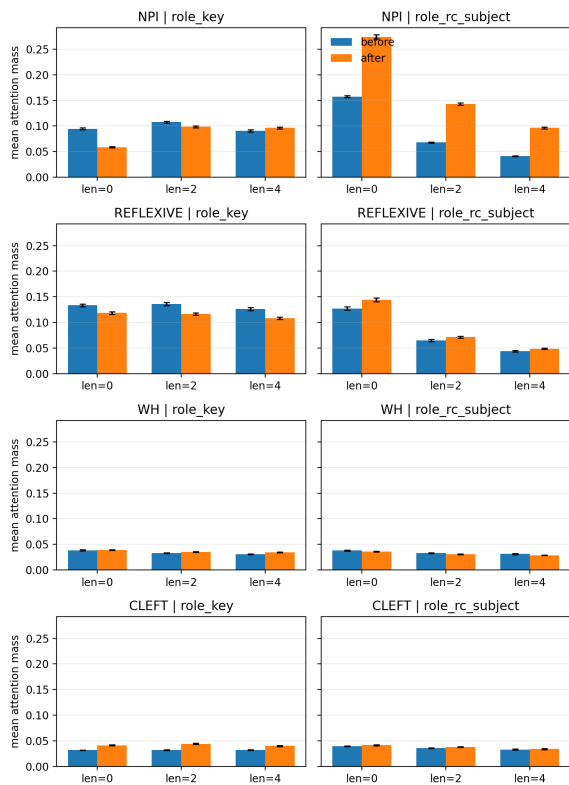 NPI | role_key
NPI | role_rc_subject
mean attention mass
0.25
0.20
0.15
0.10
0.05
0.00
before
after
len=0
len=2
len=4
len=0
len=2
len=4
REFLEXIVE | role_key
REFLEXIVE | role_rc_subject
mean attention mass
0.25
0.20
0.15
0.10
0.05
0.00
len=0
len=2
len=4
len=0
len=2
len=4
WH | role_key
WH | role_rc_subject
mean attention mass
0.25
0.20
0.15
0.10
0.05
0.00
len=0
len=2
len=4
len=0
len=2
len=4
CLEFT | role_key
CLEFT | role_rc_subject
mean attention mass
0.25
0.20
0.15
0.10
0.05
0.00
len=0
len=2
len=4
len=0
len=2
len=4